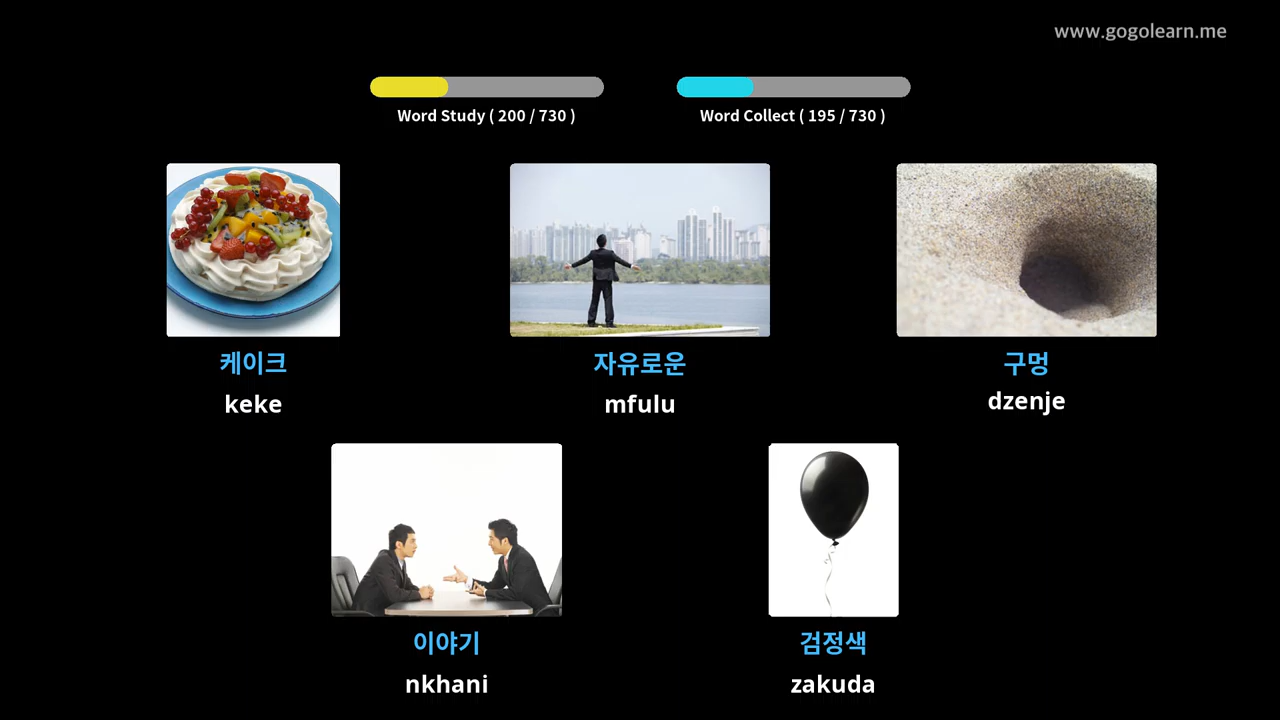 www.gogolearn.me
Word Study ( 200 / 730 )
Word Collect ( 195 / 730 )
케이크
keke
자유로운
mfulu
구멍
dzenje
이야기
nkhani
검정색
zakuda